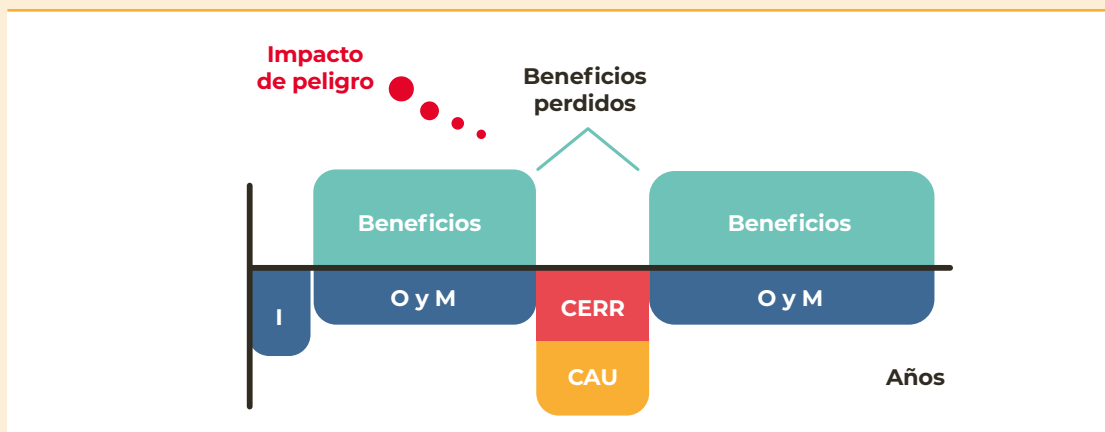 Impacto
de peligro
Beneficios
perdidos
Beneficios
Beneficios
I
O y M
CERR
O y M
CAU
Años